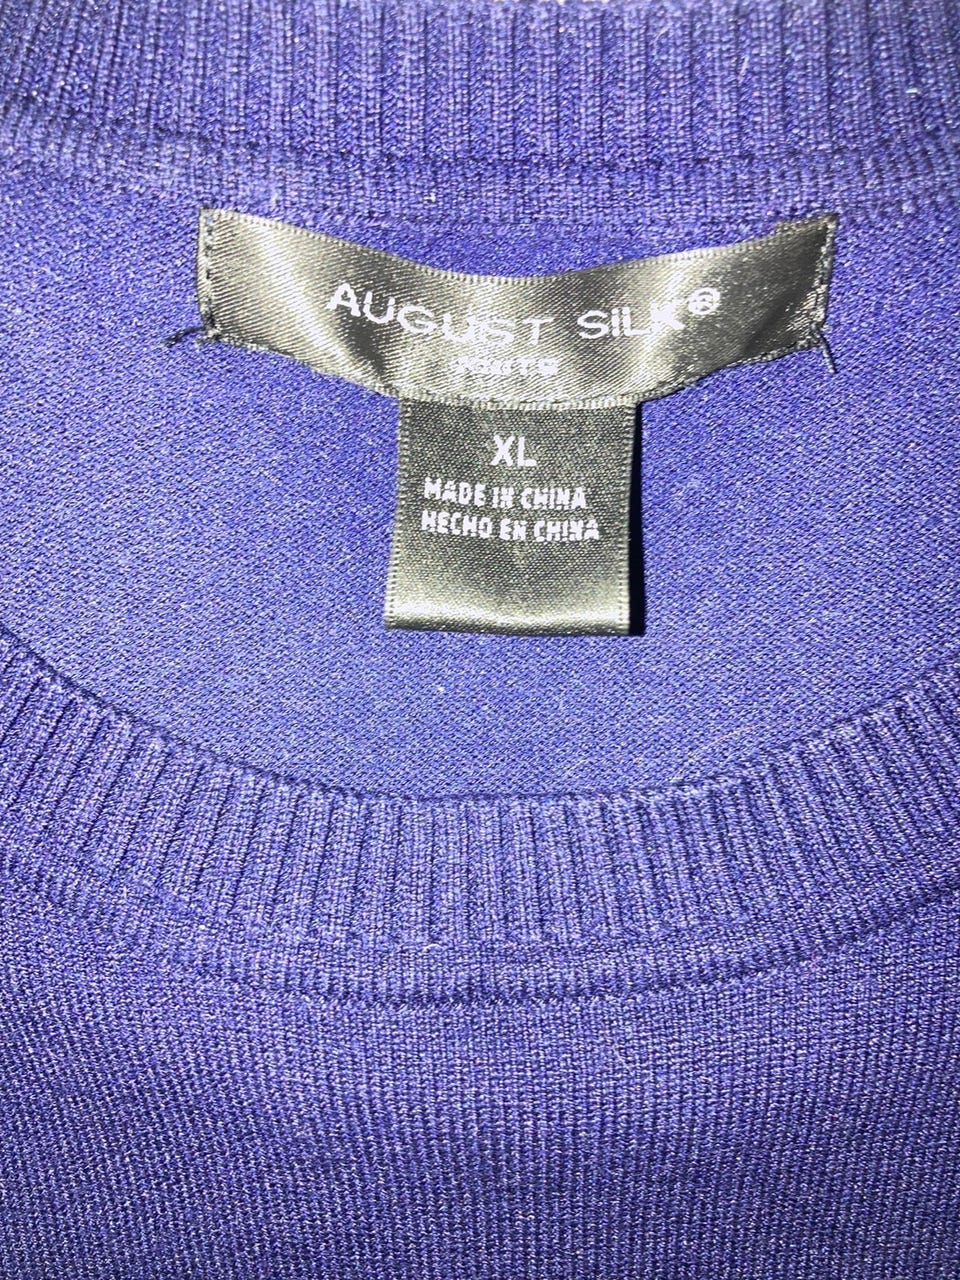 AUGUST SILK®
XL
MADE IN CHINA
HECHO EN CHINA